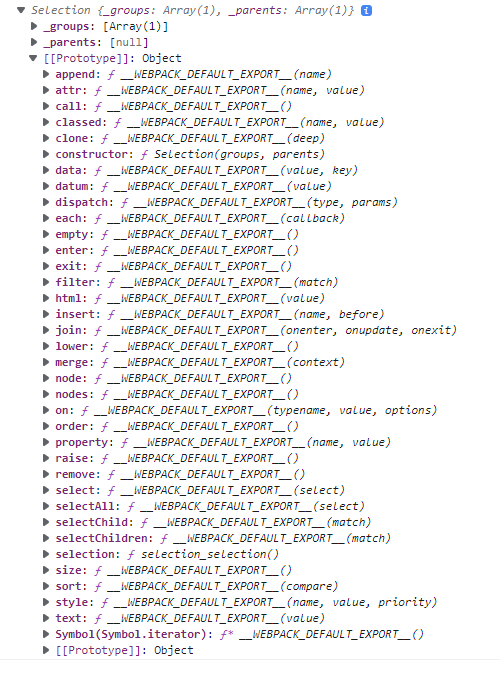 Selection {_groups: Array(1), _parents: Array(1)} i
_groups: [Array(1)]
_parents: [null]
[[Prototype]]: Object
append: ƒ __WEBPACK_DEFAULT_EXPORT__(name)
attr: ƒ __WEBPACK_DEFAULT_EXPORT__(name, value)
call: ƒ __WEBPACK_DEFAULT_EXPORT__()
classed: ƒ __WEBPACK_DEFAULT_EXPORT__(name, value)
clone: ƒ __WEBPACK_DEFAULT_EXPORT__(deep)
constructor: ƒ Selection(groups, parents)
data: ƒ __WEBPACK_DEFAULT_EXPORT__(value, key)
datum: ƒ __WEBPACK_DEFAULT_EXPORT__(value)
dispatch: ƒ __WEBPACK_DEFAULT_EXPORT__(type, params)
each: ƒ __WEBPACK_DEFAULT_EXPORT__(callback)
empty: ƒ __WEBPACK_DEFAULT_EXPORT__()
enter: ƒ __WEBPACK_DEFAULT_EXPORT__()
exit: ƒ __WEBPACK_DEFAULT_EXPORT__()
filter: ƒ __WEBPACK_DEFAULT_EXPORT__(match)
html: ƒ __WEBPACK_DEFAULT_EXPORT__(value)
insert: ƒ __WEBPACK_DEFAULT_EXPORT__(name, before)
join: ƒ __WEBPACK_DEFAULT_EXPORT__(onenter, onupdate, onexit)
lower: ƒ __WEBPACK_DEFAULT_EXPORT__()
merge: ƒ __WEBPACK_DEFAULT_EXPORT__(context)
node: ƒ __WEBPACK_DEFAULT_EXPORT__()
nodes: ƒ __WEBPACK_DEFAULT_EXPORT__()
on: ƒ __WEBPACK_DEFAULT_EXPORT__(typename, value, options)
order: ƒ __WEBPACK_DEFAULT_EXPORT__()
property: ƒ __WEBPACK_DEFAULT_EXPORT__(name, value)
raise: ƒ __WEBPACK_DEFAULT_EXPORT__()
remove: ƒ __WEBPACK_DEFAULT_EXPORT__()
select: ƒ __WEBPACK_DEFAULT_EXPORT__(select)
selectAll: ƒ __WEBPACK_DEFAULT_EXPORT__(select)
selectChild: ƒ __WEBPACK_DEFAULT_EXPORT__(match)
selectChildren: ƒ __WEBPACK_DEFAULT_EXPORT__(match)
selection: ƒ selection_selection()
size: ƒ __WEBPACK_DEFAULT_EXPORT__()
sort: ƒ __WEBPACK_DEFAULT_EXPORT__(compare)
style: ƒ __WEBPACK_DEFAULT_EXPORT__(name, value, priority)
text: ƒ __WEBPACK_DEFAULT_EXPORT__(value)
Symbol(Symbol.iterator): ƒ* __WEBPACK_DEFAULT_EXPORT__()
[[Prototype]]: Object